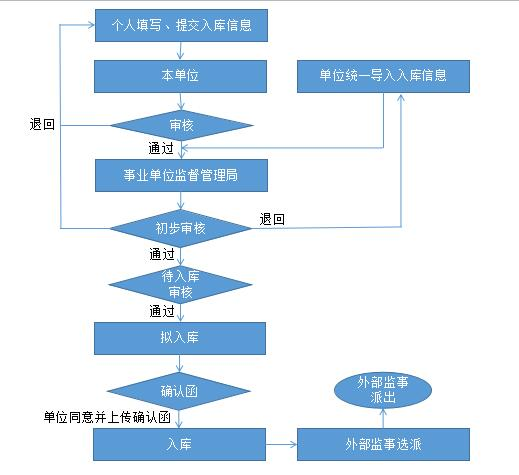 个人填写、提交入库信息
本单位
单位统一导入入库信息
审核
退回
通过
事业单位监督管理局
初步审核
退回
通过
待入库
审核
通过
拟入库
确认函
外部监事
派出
单位同意并上传确认函
入库
外部监事选派